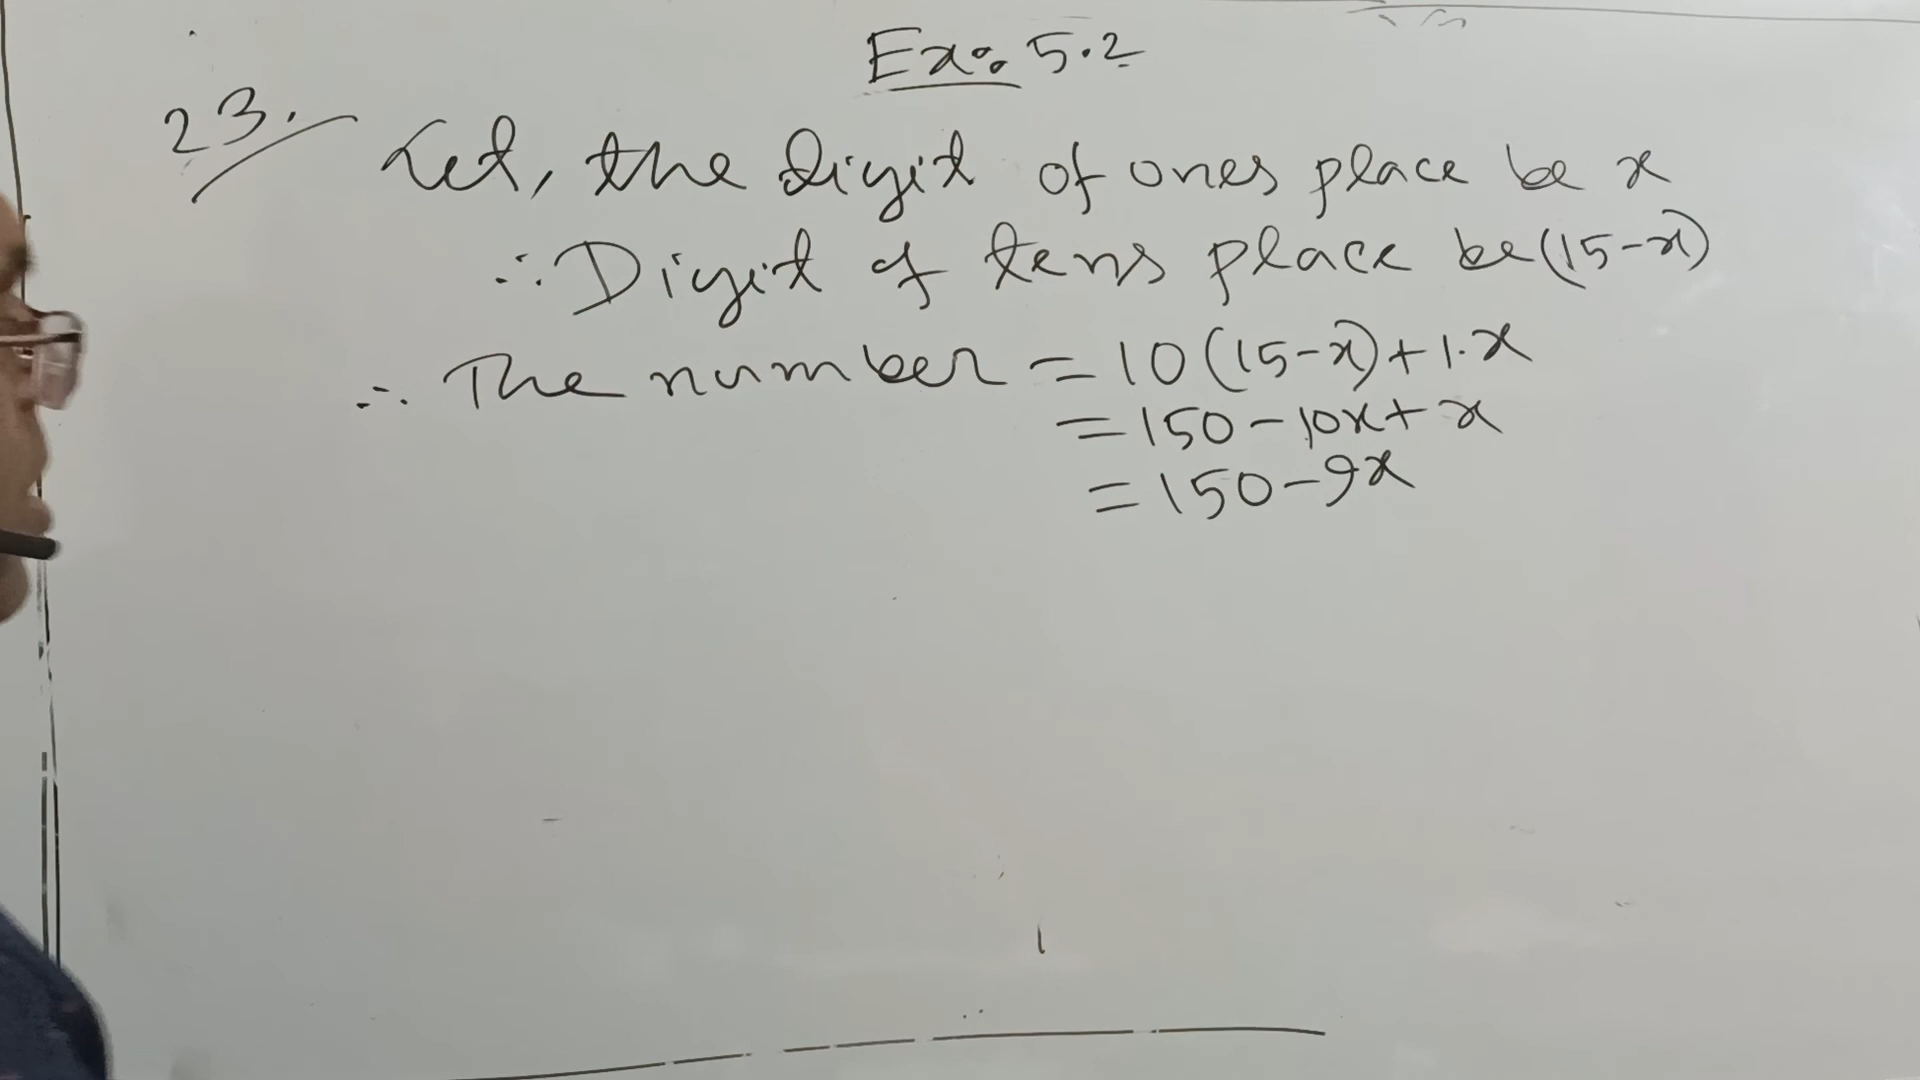 Ex: 5.2
23.
Let, the digit of ones place be x
∴ Digit of tens place be (15-x)
∴ The number = 10(15-x)+1.x
= 150-10x+x
= 150-9x